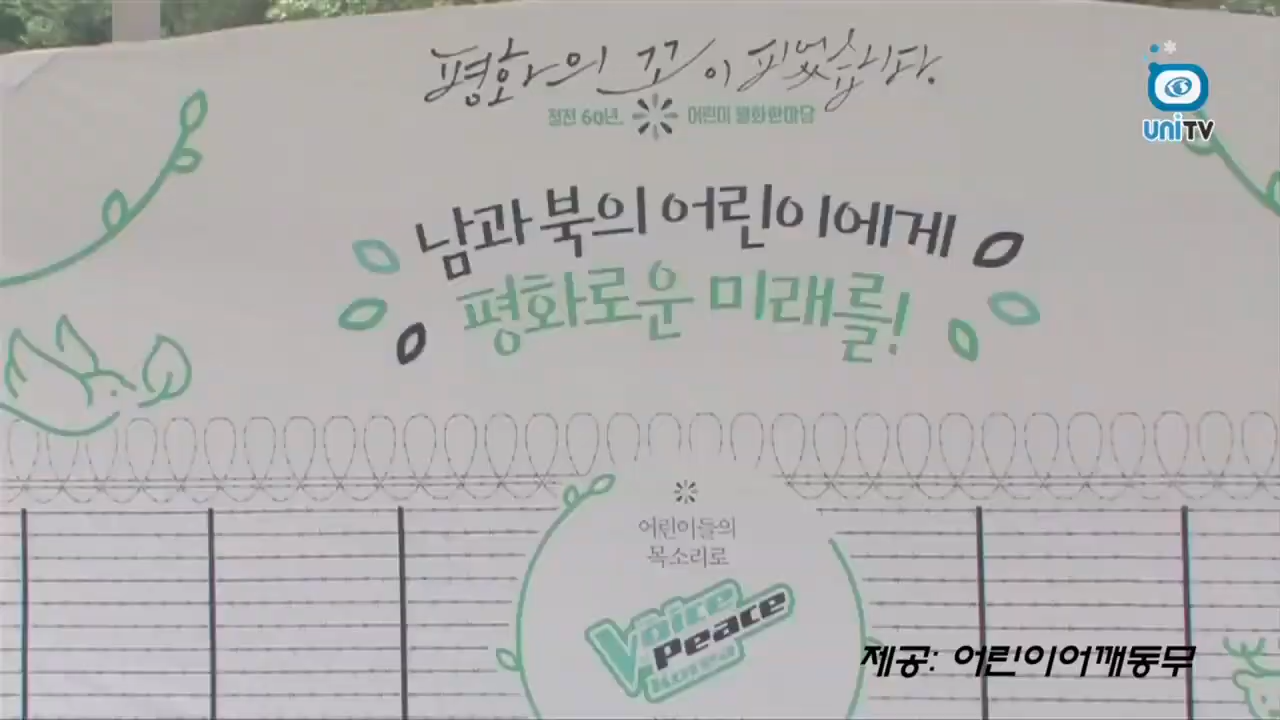 평화의 꼬이 피었습니다.
정전 60년, 어린이 평화한마당
uniTV
남과 북의 어린이에게
평화로운 미래를!
어린이들의
목소리로
Voice
Peace
KOREA
제공: 어린이어깨동무